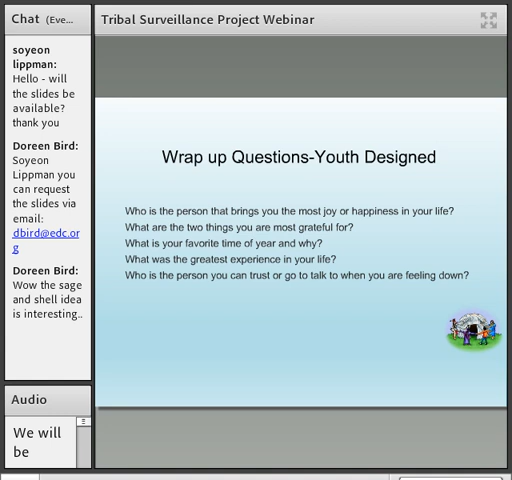 Chat (Eve...
soyeon
lippman:
Hello - will
the slides be
available?
thank you
Doreen Bird:
Soyeon
Lippman you
can request
the slides via
email:
dbird@edc.or
g
Doreen Bird:
Wow the sage
and shell idea
is interesting..
Audio
We will
be
Tribal Surveillance Project Webinar
Wrap up Questions-Youth Designed
Who is the person that brings you the most joy or happiness in your life?
What are the two things you are most grateful for?
What is your favorite time of year and why?
What was the greatest experience in your life?
Who is the person you can trust or go to talk to when you are feeling down?